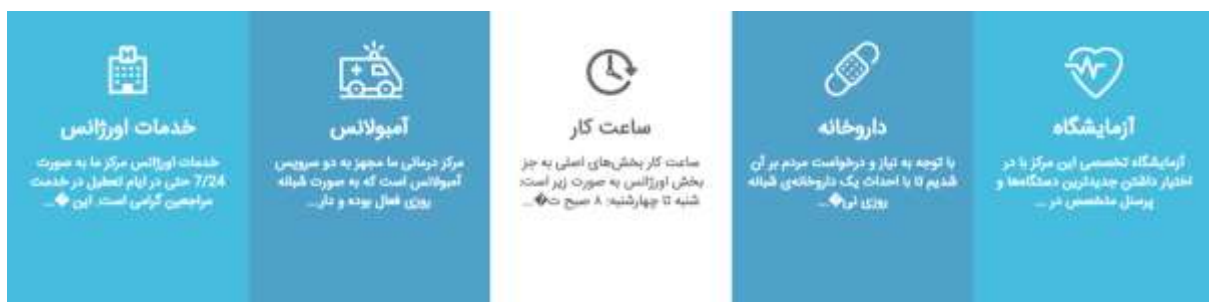 آزمایشگاه
آزمایشگاه تخصصی این مرکز با در
اختیار داشتن جدیدترین دستگاه‌ها و
پرسنل متخصص در ...
داروخانه
با توجه به نیاز و درخواست مردم بر آن
شدیم تا با احداث یک داروخانه‌ی شبانه
روزی نی�...
ساعت کار
ساعت کار بخش‌های اصلی به جز
بخش اورژانس به صورت زیر است:
شنبه تا چهارشنبه: ۸ صبح ت�...
آمبولانس
مرکز درمانی ما مجهز به دو سرویس
آمبولانس است که به صورت شبانه
روزی فعال بوده و دار...
خدمات اورژانس
خدمات اورژانس مرکز ما به صورت
7/24 حتی در ایام تعطیل در خدمت
مراجعین گرامی است. این �...